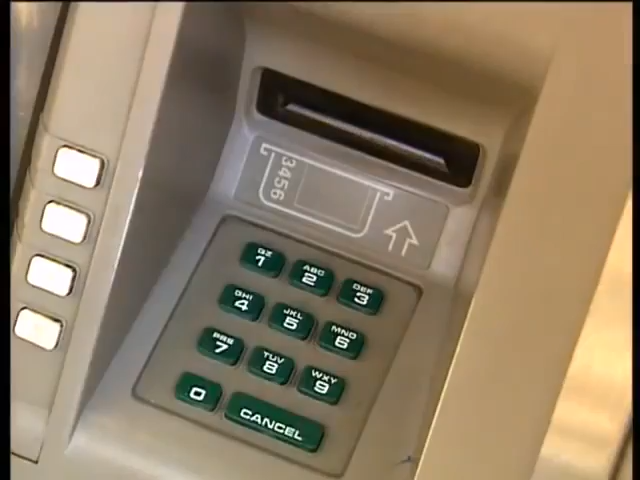 3456
QZ
1
ABC
2
DEF
3
GHI
4
JKL
5
MNO
6
PRS
7
TUV
8
WXY
9
0
CANCEL